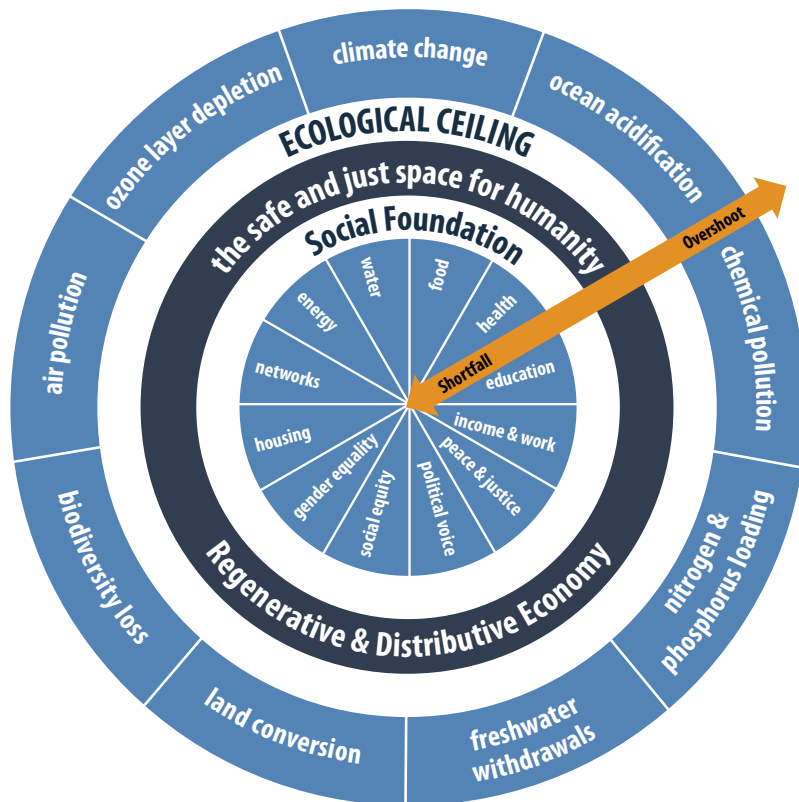 climate change
ocean acidification
chemical pollution
nitrogen &
phosphorus loading
freshwater
withdrawals
land conversion
biodiversity loss
air pollution
ozone layer depletion
ECOLOGICAL CEILING
the safe and just space for humanity
Social Foundation
Overshoot
Shortfall
water
food
health
education
income & work
peace & justice
political voice
social equity
gender equality
housing
networks
energy
Regenerative & Distributive Economy